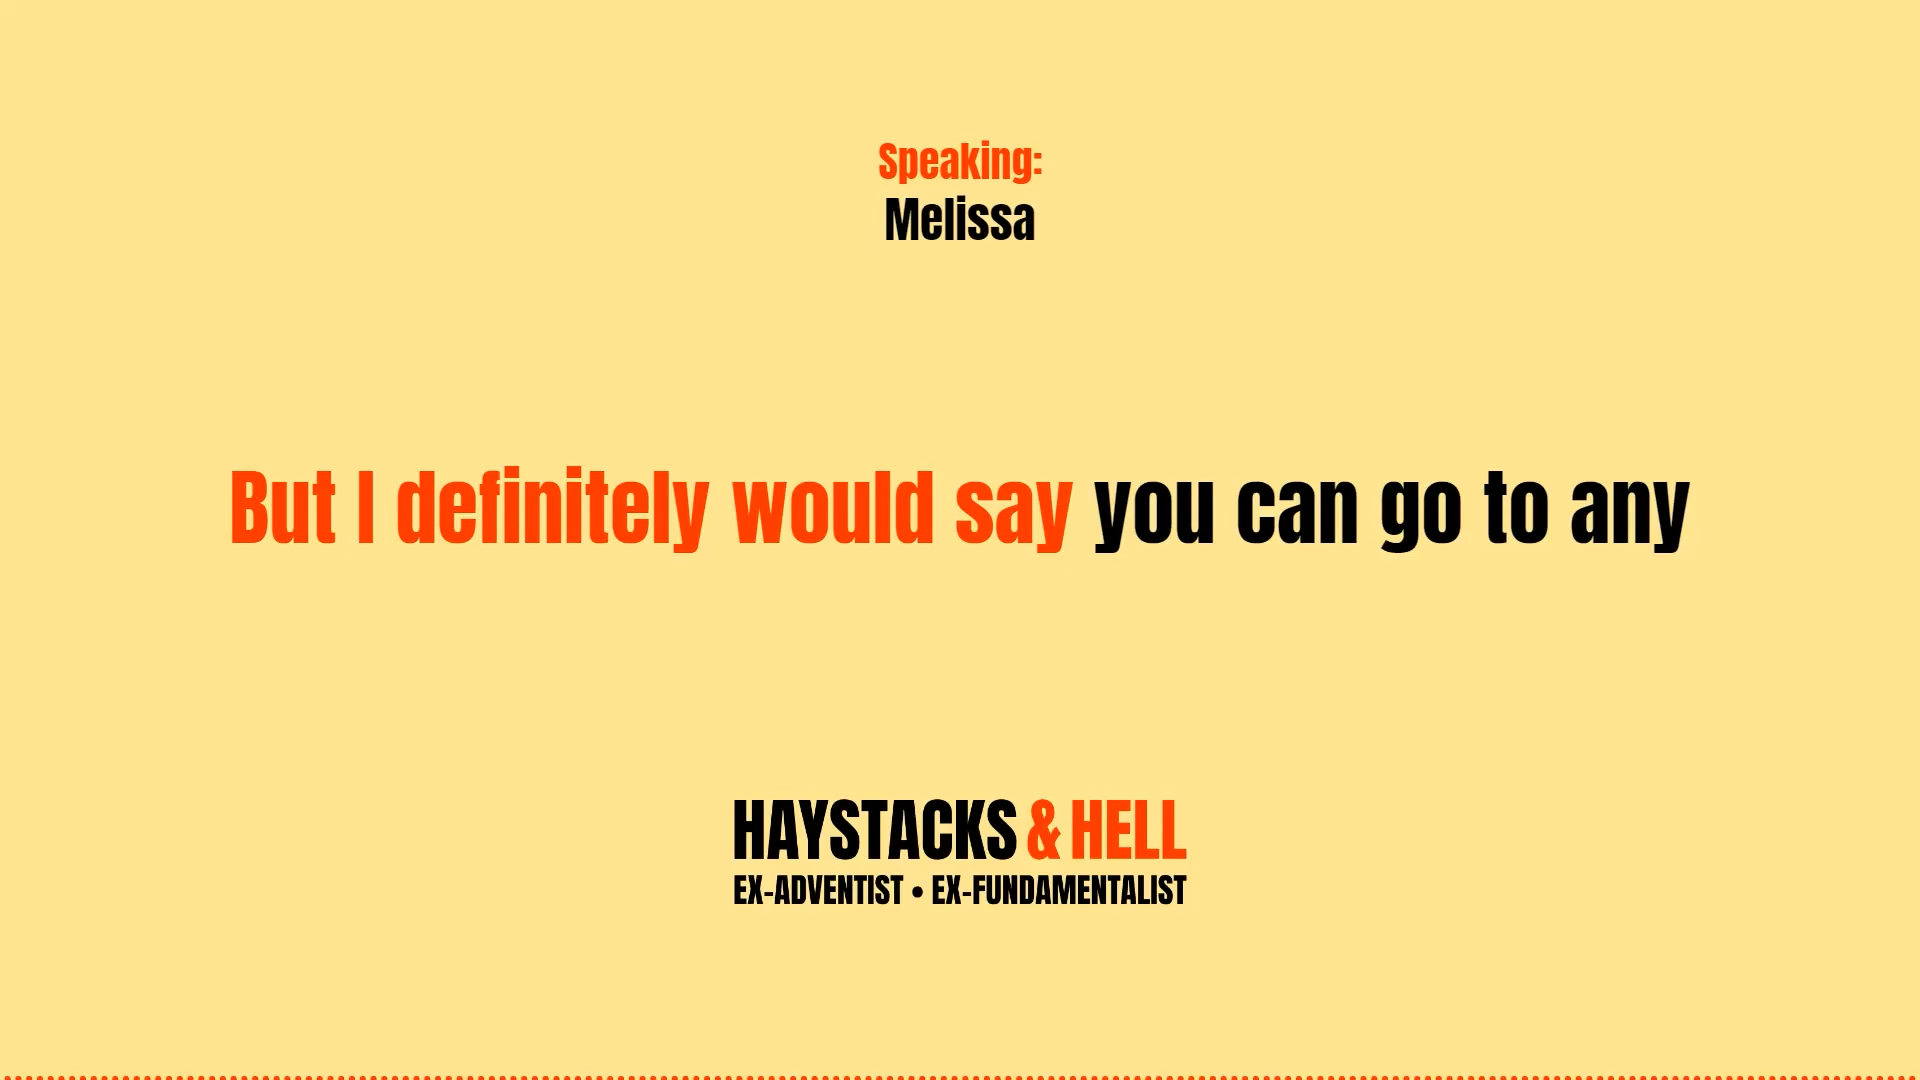 Speaking:
Melissa
But I definitely would say you can go to any
HAYSTACKS & HELL
EX-ADVENTIST • EX-FUNDAMENTALIST